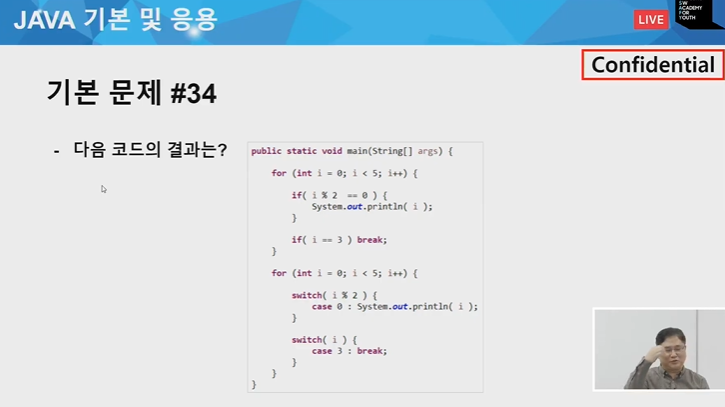 JAVA 기본 및 응용
LIVE
SW ACADEMY
FOR YOUTH
Confidential
기본 문제 #34
- 다음 코드의 결과는?
public static void main(String[] args) {
for (int i = 0; i < 5; i++) {
if( i % 2  == 0 ) {
System.out.println( i );
}
if( i == 3 ) break;
}
for (int i = 0; i < 5; i++) {
switch( i % 2 ) {
case 0 : System.out.println( i );
}
switch( i ) {
case 3 : break;
}
}
}